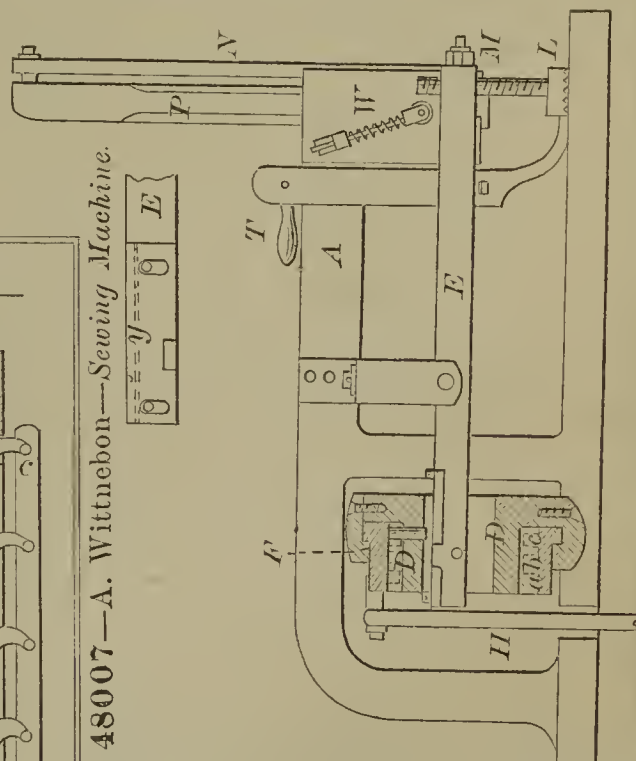 48007—A. Wittnebon—Sewing Machine.
C
y E
N
P
W
M
L
T
A
E
F
D
D
a b c
H